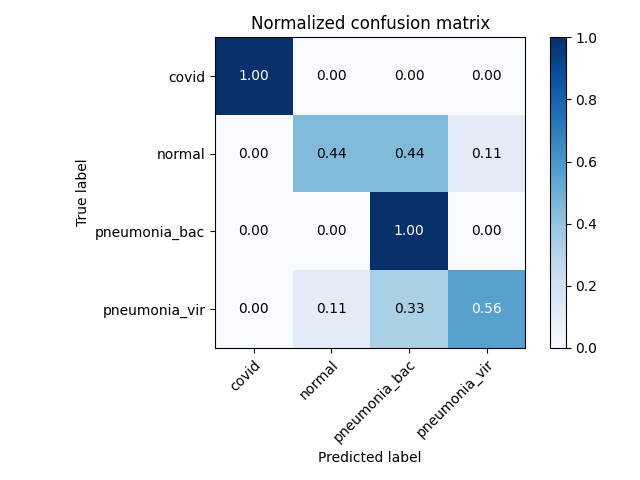 Normalized confusion matrix
True label
covid 1.00 0.00 0.00 0.00
normal 0.00 0.44 0.44 0.11
pneumonia_bac 0.00 0.00 1.00 0.00
pneumonia_vir 0.00 0.11 0.33 0.56
covid normal pneumonia_bac pneumonia_vir
Predicted label
1.0
0.8
0.6
0.4
0.2
0.0